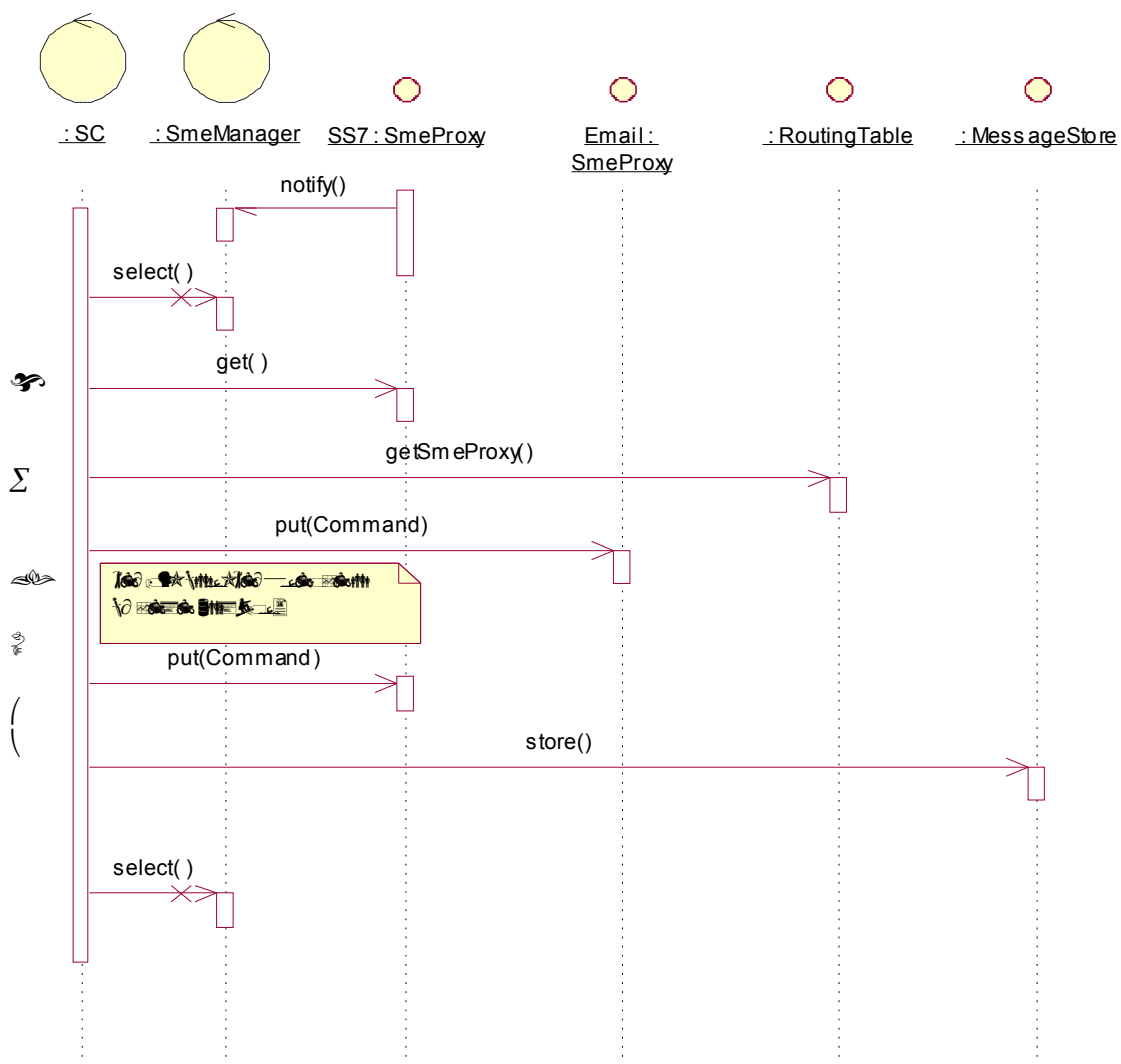 : SC
: SmeManager
SS7 : SmeProxy
Email :
SmeProxy
: RoutingTable
: MessageStore
notify()
select( )
get( )
getSmeProxy()
Σ
put(Command)
put(Command)
(
store()
select( )